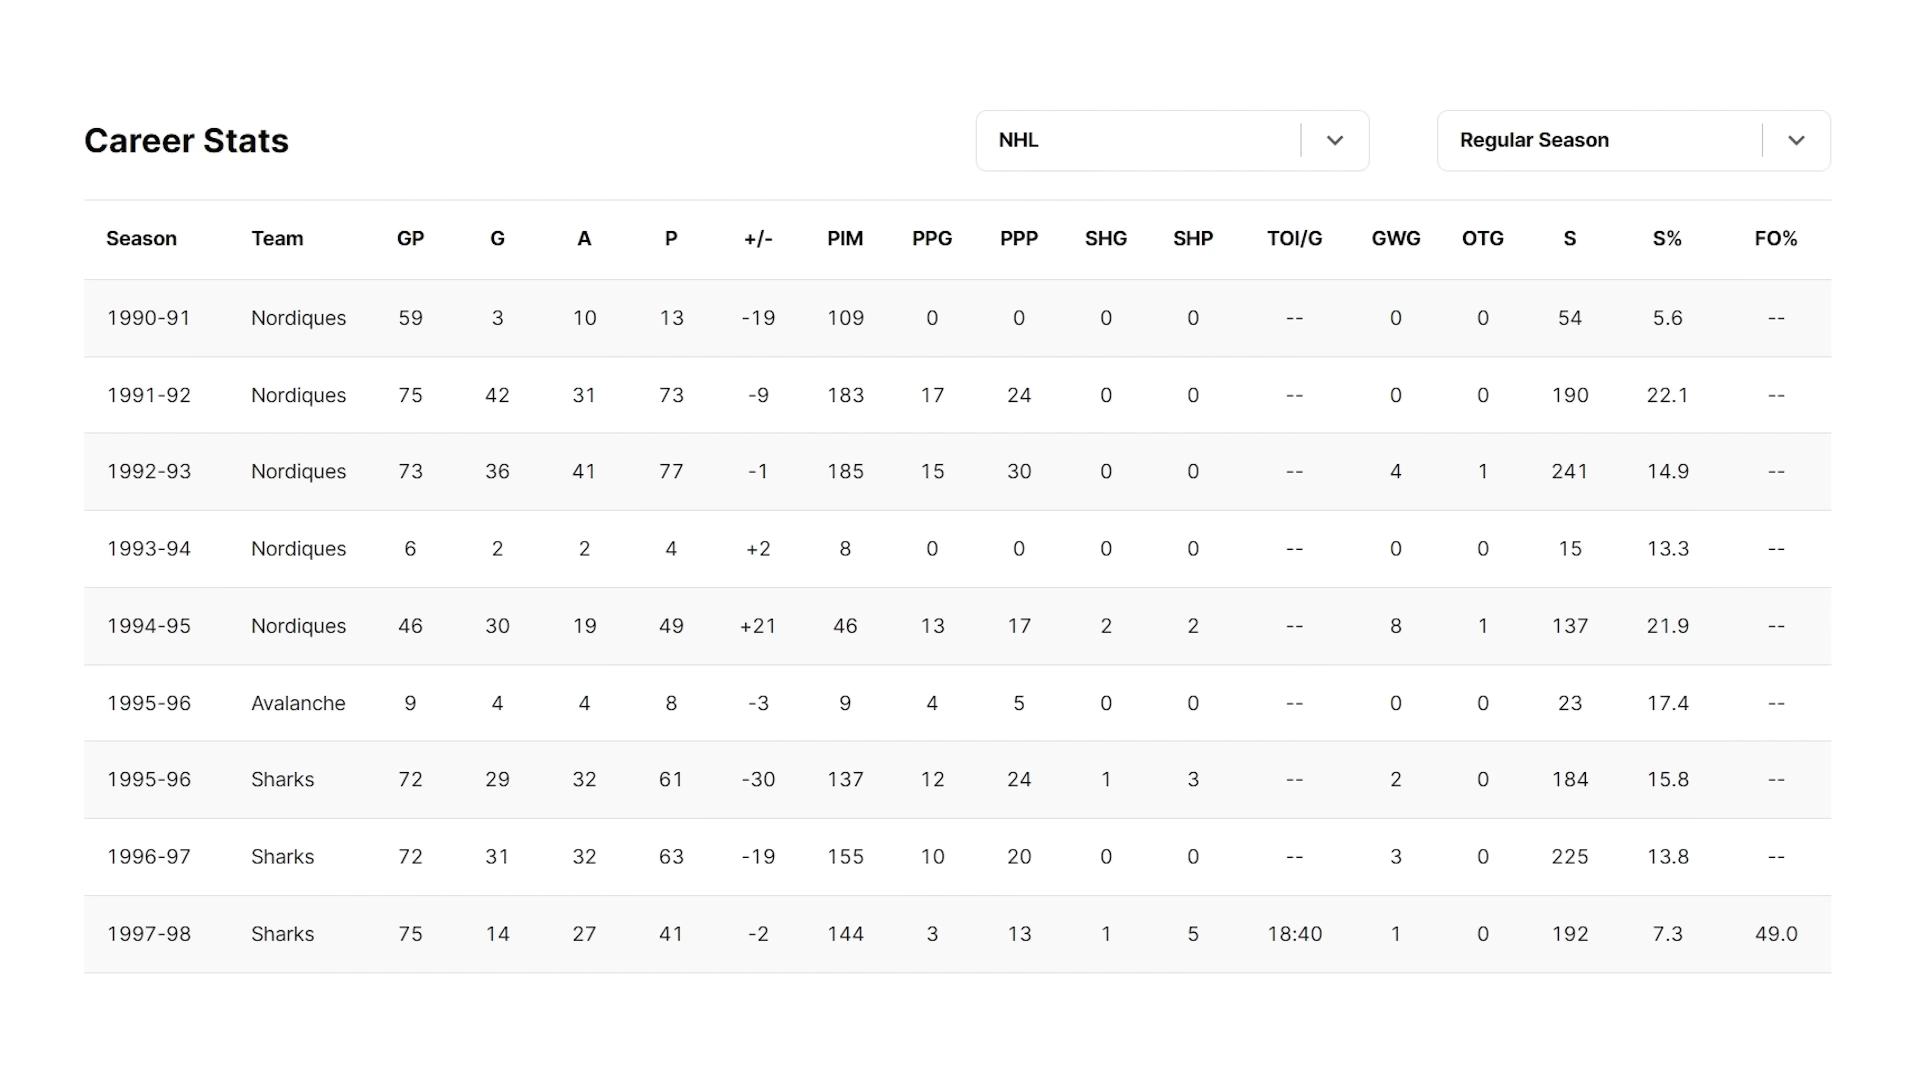 Career Stats NHL Regular Season
Season Team GP G A P +/- PIM PPG PPP SHG SHP TOI/G GWG OTG S S% FO%
1990-91 Nordiques 59 3 10 13 -19 109 0 0 0 0 -- 0 0 54 5.6 --
1991-92 Nordiques 75 42 31 73 -9 183 17 24 0 0 -- 0 0 190 22.1 --
1992-93 Nordiques 73 36 41 77 -1 185 15 30 0 0 -- 4 1 241 14.9 --
1993-94 Nordiques 6 2 2 4 +2 8 0 0 0 0 -- 0 0 15 13.3 --
1994-95 Nordiques 46 30 19 49 +21 46 13 17 2 2 -- 8 1 137 21.9 --
1995-96 Avalanche 9 4 4 8 -3 9 4 5 0 0 -- 0 0 23 17.4 --
1995-96 Sharks 72 29 32 61 -30 137 12 24 1 3 -- 2 0 184 15.8 --
1996-97 Sharks 72 31 32 63 -19 155 10 20 0 0 -- 3 0 225 13.8 --
1997-98 Sharks 75 14 27 41 -2 144 3 13 1 5 18:40 1 0 192 7.3 49.0